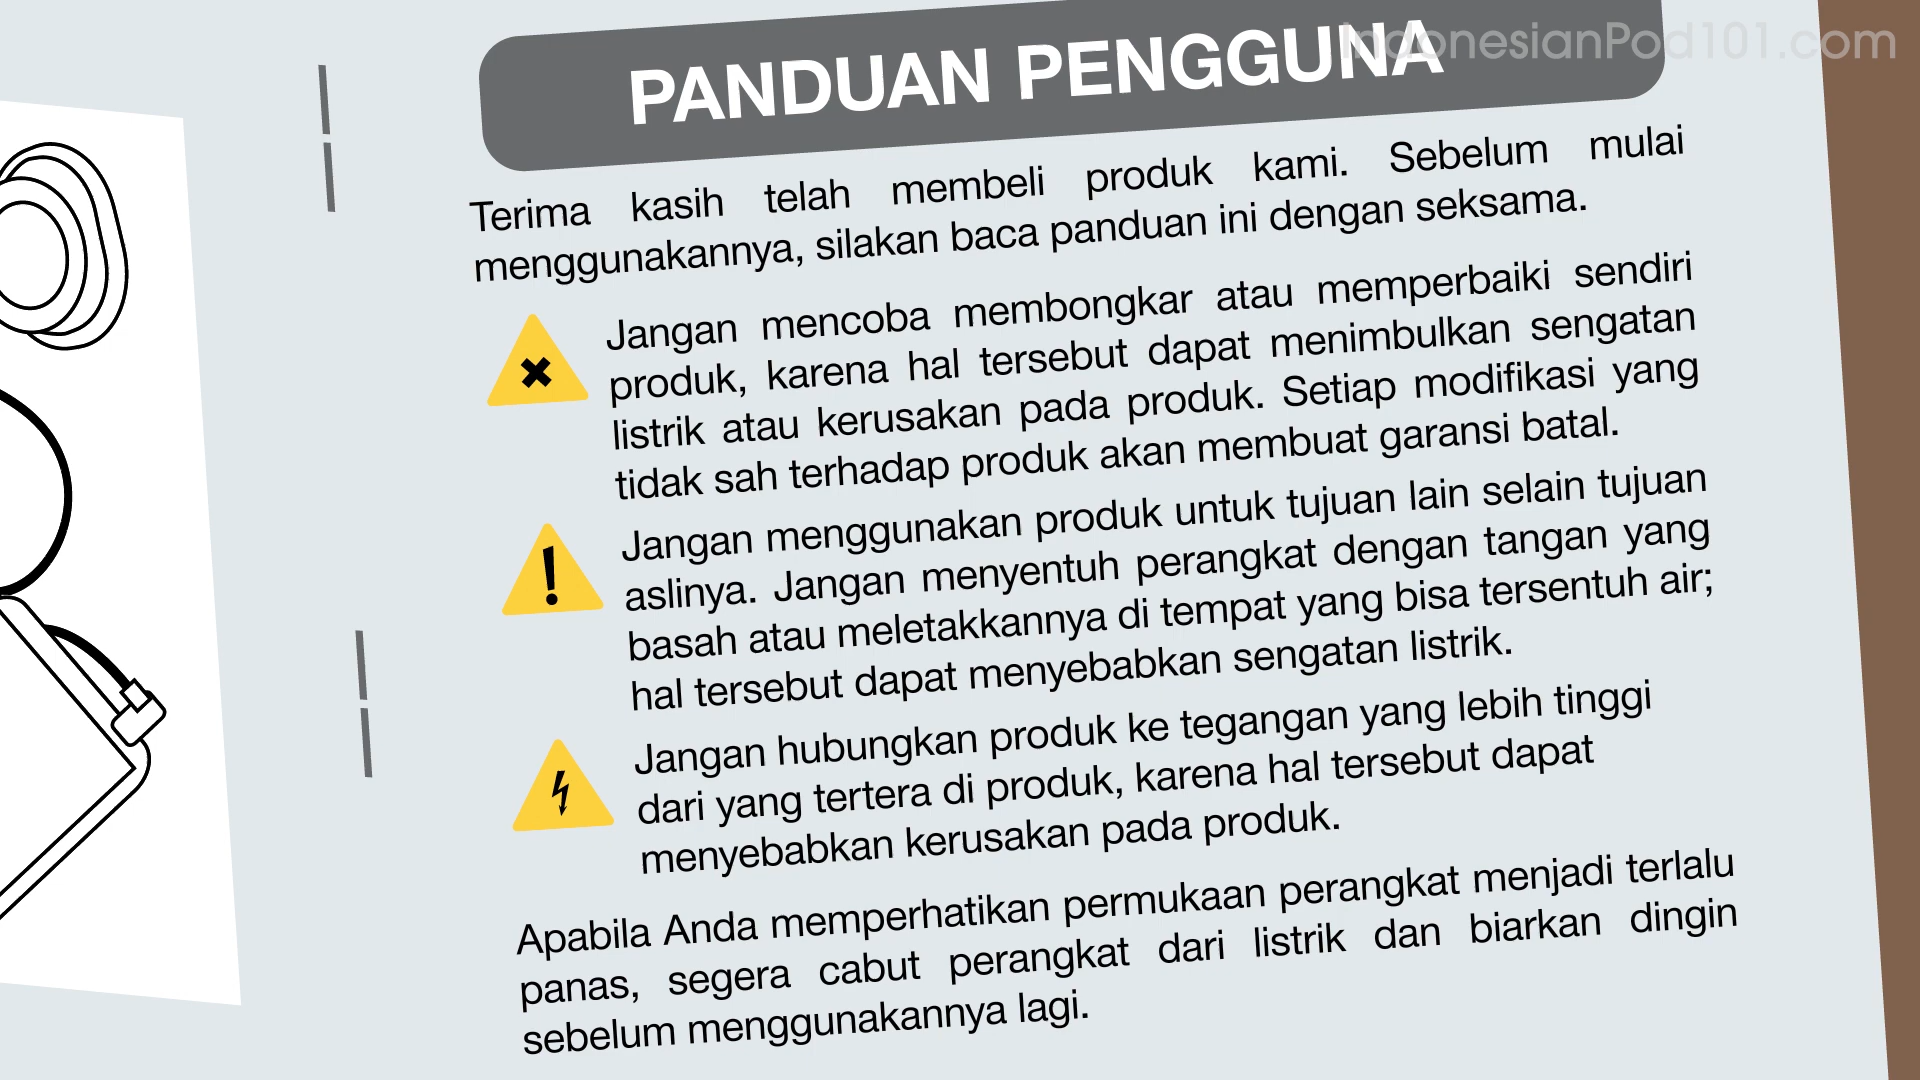 IndonesianPod101.com
PANDUAN PENGGUNA
Terima kasih telah membeli produk kami. Sebelum mulai
menggunakannya, silakan baca panduan ini dengan seksama.
Jangan mencoba membongkar atau memperbaiki sendiri
produk, karena hal tersebut dapat menimbulkan sengatan
listrik atau kerusakan pada produk. Setiap modifikasi yang
tidak sah terhadap produk akan membuat garansi batal.
Jangan menggunakan produk untuk tujuan lain selain tujuan
aslinya. Jangan menyentuh perangkat dengan tangan yang
basah atau meletakkannya di tempat yang bisa tersentuh air;
hal tersebut dapat menyebabkan sengatan listrik.
Jangan hubungkan produk ke tegangan yang lebih tinggi
dari yang tertera di produk, karena hal tersebut dapat
menyebabkan kerusakan pada produk.
Apabila Anda memperhatikan permukaan perangkat menjadi terlalu
panas, segera cabut perangkat dari listrik dan biarkan dingin
sebelum menggunakannya lagi.